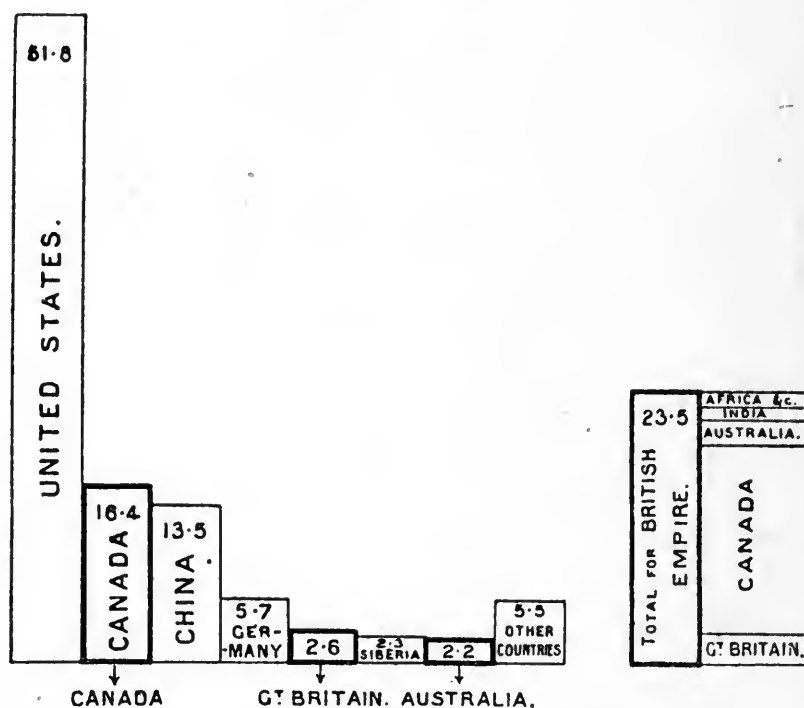 51·8
UNITED STATES.
16·4
CANADA
13·5
CHINA.
5·7
GER-
-MANY
2·6
2·3
SIBERIA
2·2
5·5
OTHER
COUNTRIES
CANADA
GT BRITAIN. AUSTRALIA.
23·5
TOTAL FOR BRITISH
EMPIRE.
AFRICA &c.
INDIA
AUSTRALIA.
CANADA
GT BRITAIN.